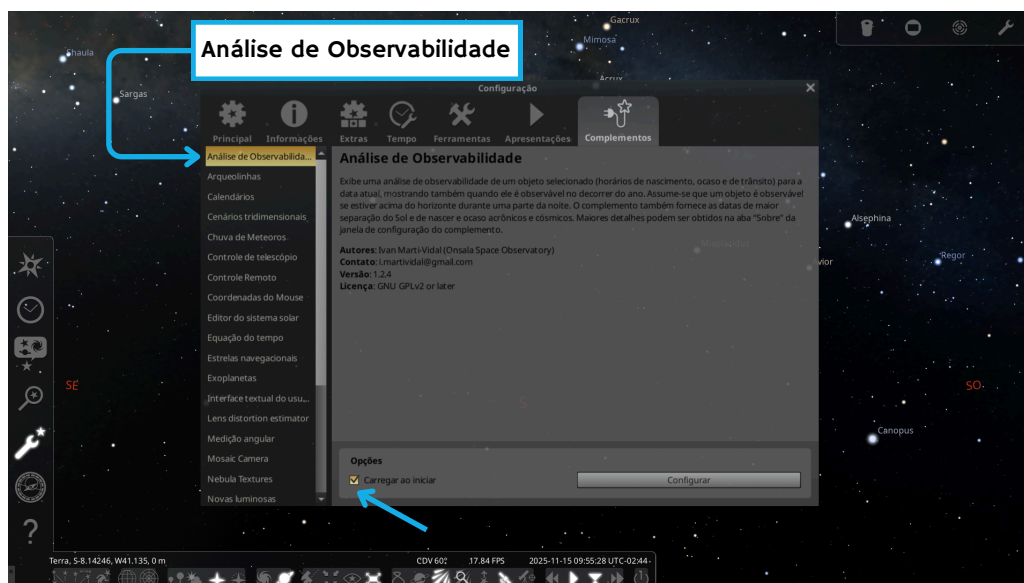 Gacrux
Mimosa
Acrux
Shaula
Sargas
Análise de Observabilidade
Configuração
Principal
Informações
Extras
Tempo
Ferramentas
Apresentações
Complementos
Análise de Observabilida...
Arqueolinhas
Calendários
Cenários tridimensionais
Chuva de Meteoros
Controle de telescópio
Controle Remoto
Coordenadas do Mouse
Editor do sistema solar
Equação do tempo
Estrelas navegacionais
Exoplanetas
Interface textual do usu...
Lens distortion estimator
Medição angular
Mosaic Camera
Nebula Textures
Novas luminosas
Análise de Observabilidade
Exibe uma análise de observabilidade de um objeto selecionado (horários de nascimento, ocaso e de trânsito) para a
data atual, mostrando também quando ele é observável no decorrer do ano. Assume-se que um objeto é observável
se estiver acima do horizonte durante uma parte da noite. O complemento também fornece as datas de maior
separação do Sol e de nascer e ocaso acrônicos e cósmicos. Maiores detalhes podem ser obtidos na aba "Sobre" da
janela de configuração do complemento.
Autores: Ivan Marti-Vidal (Onsala Space Observatory)
Contato: i.martividal@gmail.com
Versão: 1.2.4
Licença: GNU GPLv2 or later
Miaplacidus
Opções
Carregar ao iniciar
Configurar
Alsephina
Regor
vior
SE
S
SO
Canopus
Terra, S-8.14246, W41.135, 0 m
CDV 60°
17.84 FPS
2025-11-15 09:55:28 UTC-02:44